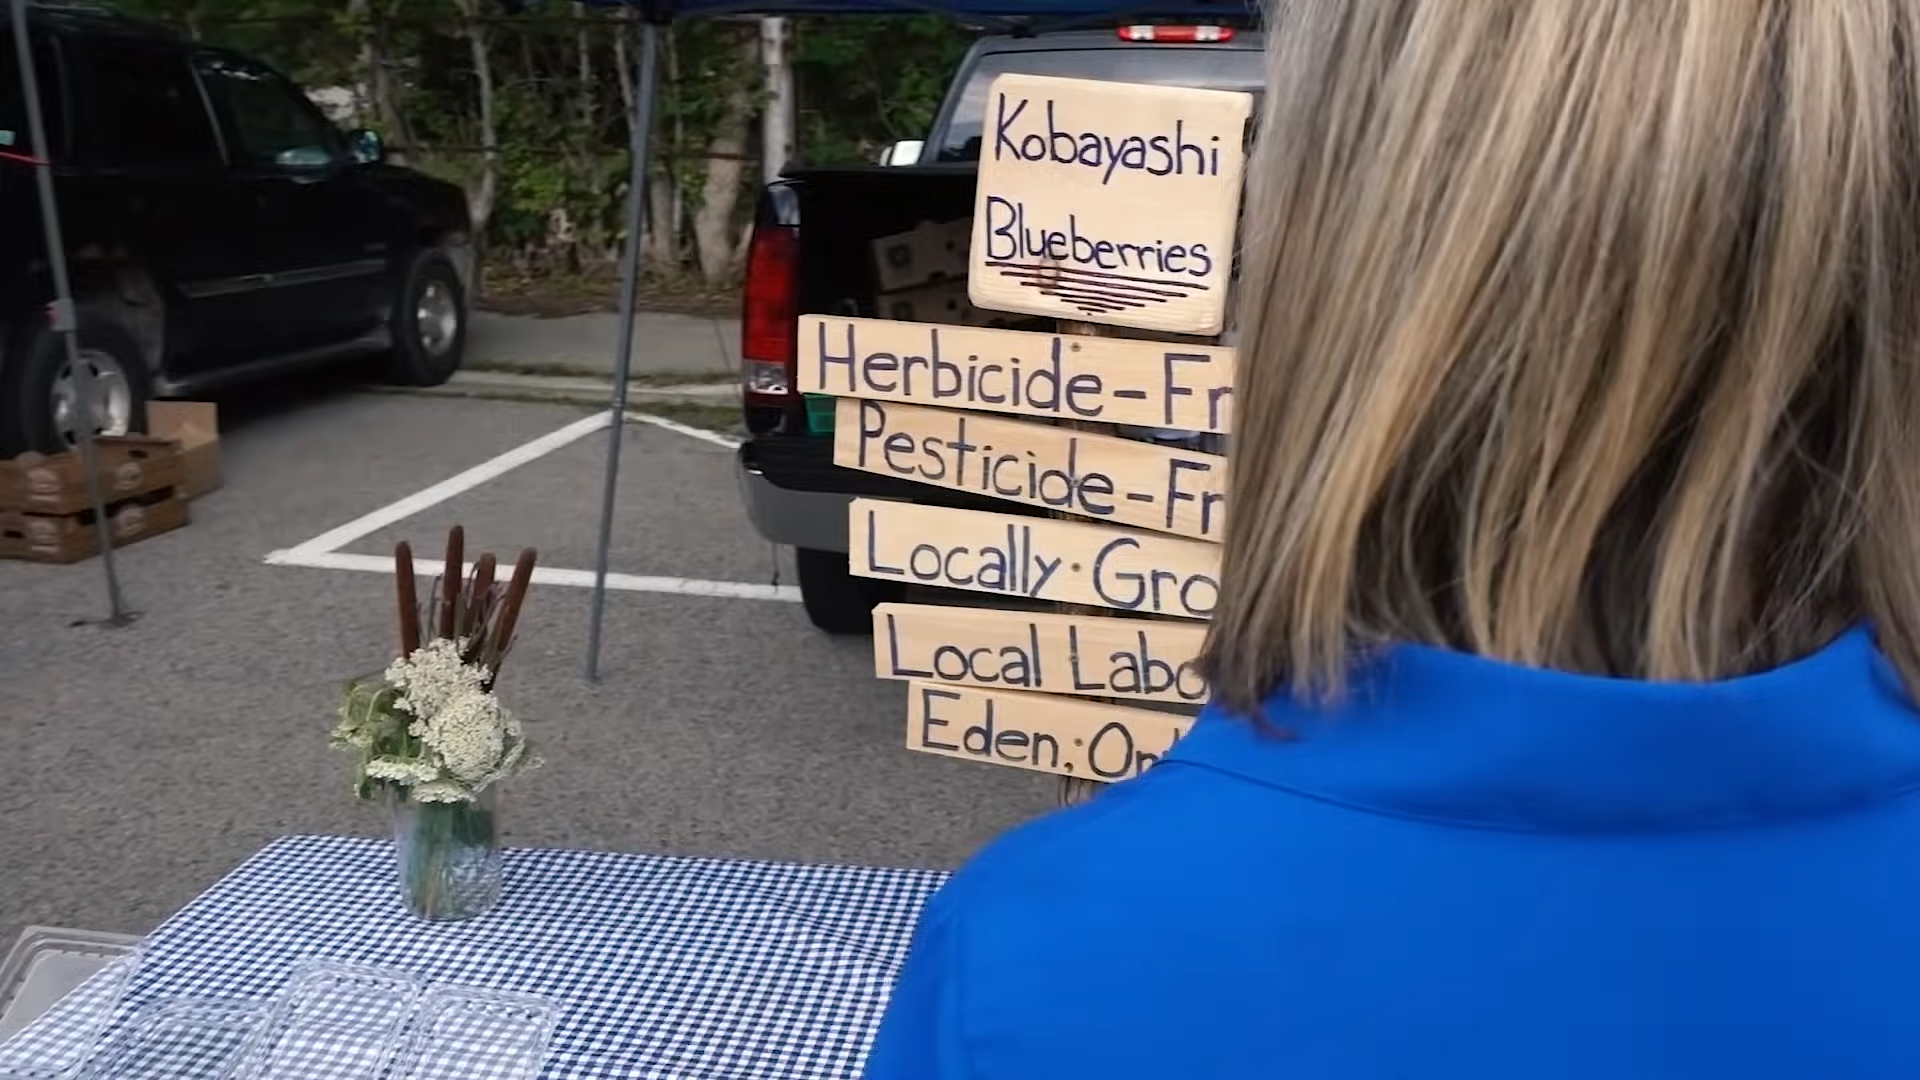 Kobayashi
Blueberries
Herbicide-Fr
Pesticide-Fr
Locally·Gro
Local Labo
Eden, On